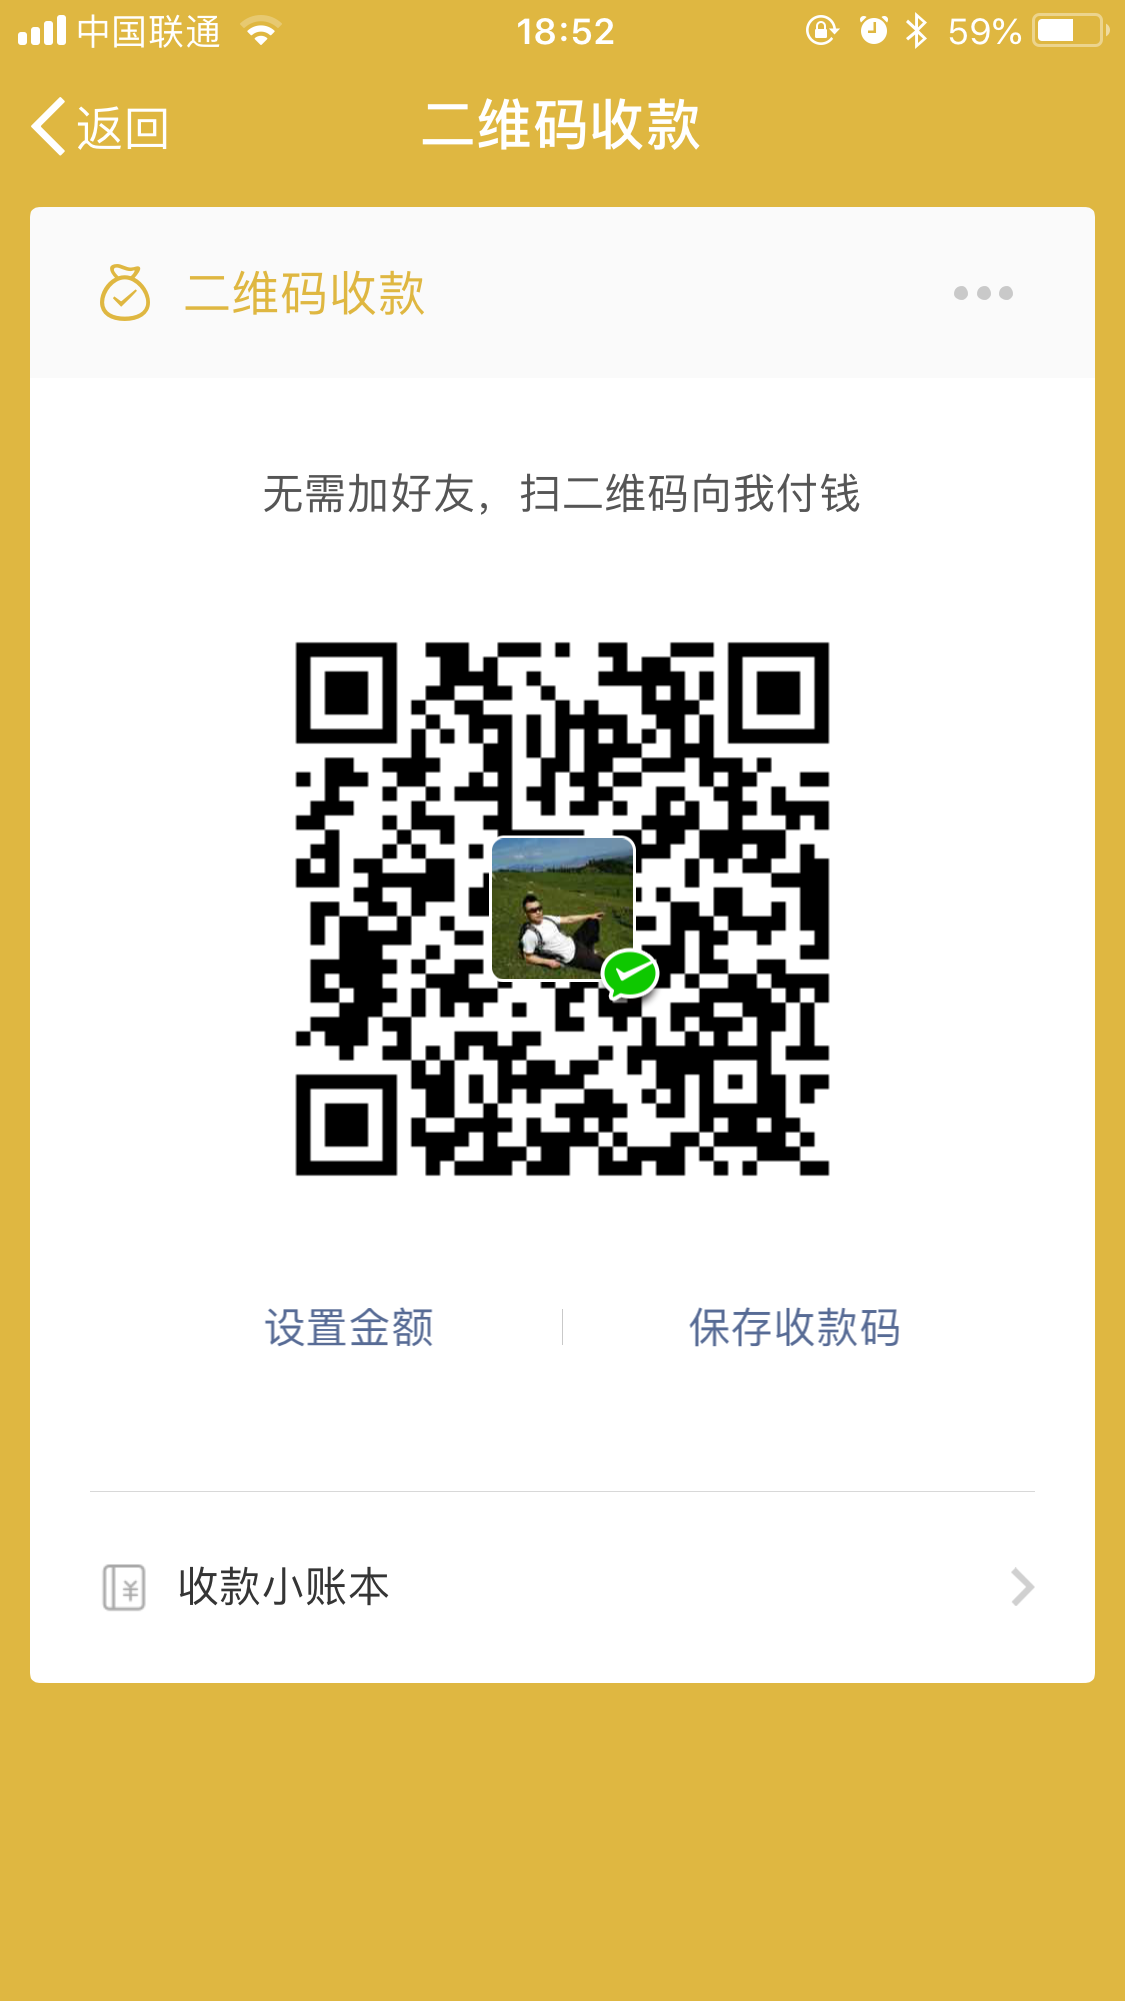 中国联通 18:52 59%
返回 二维码收款
二维码收款
无需加好友，扫二维码向我付钱
设置金额 保存收款码
收款小账本